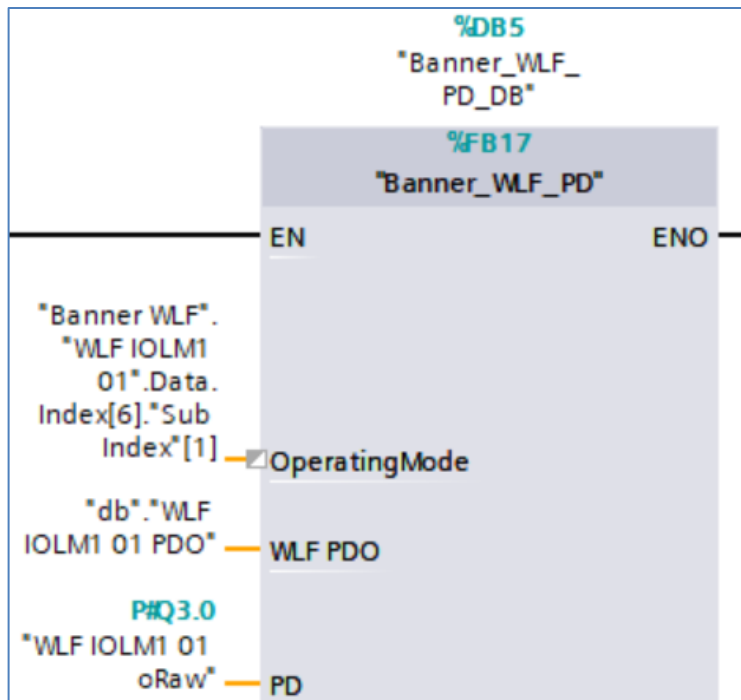 %DB5
"Banner_WLF_
PD_DB"
%FB17
"Banner_WLF_PD"
EN
ENO
"Banner WLF".
"WLF IOLM1
01".Data.
Index[6]."Sub
Index"[1]
OperatingMode
"db"."WLF
IOLM1 01 PDO"
WLF PDO
P#Q3.0
"WLF IOLM1 01
oRaw"
PD